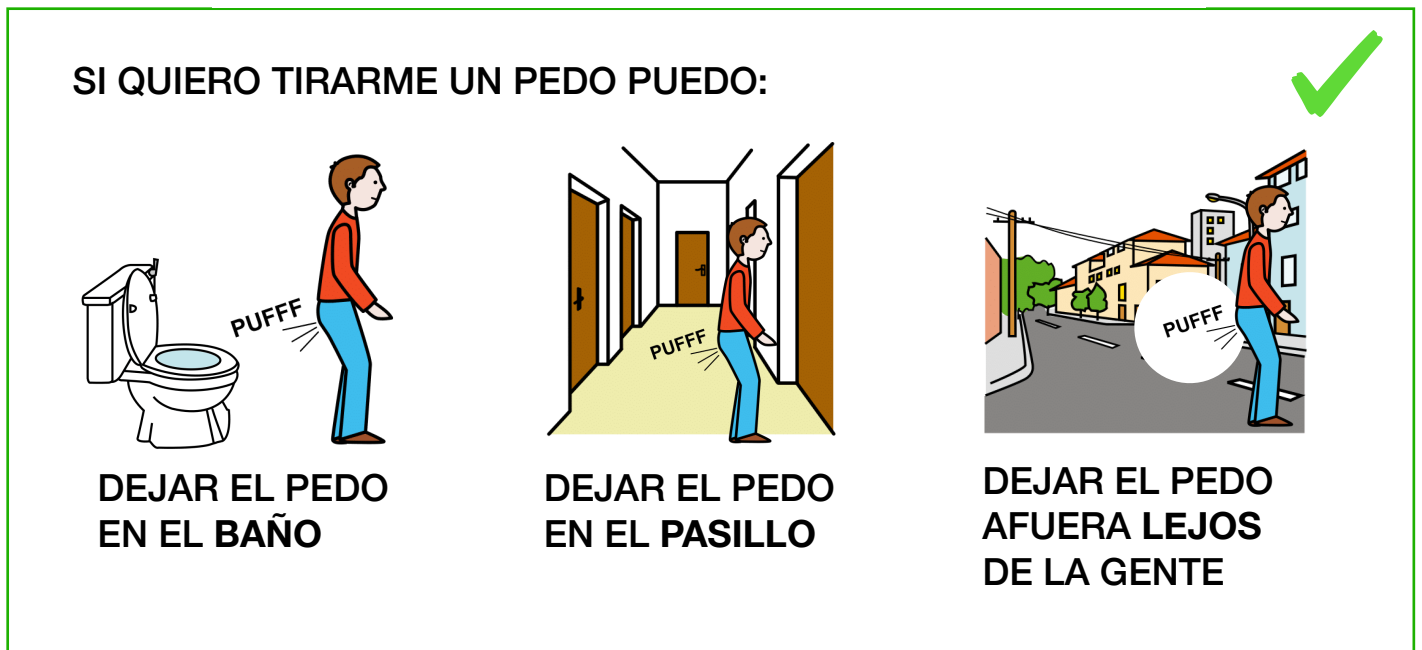 SI QUIERO TIRARME UN PEDO PUEDO:
PUFFF
PUFFF
PUFFF
DEJAR EL PEDO
EN EL BAÑO
DEJAR EL PEDO
EN EL PASILLO
DEJAR EL PEDO
AFUERA LEJOS
DE LA GENTE